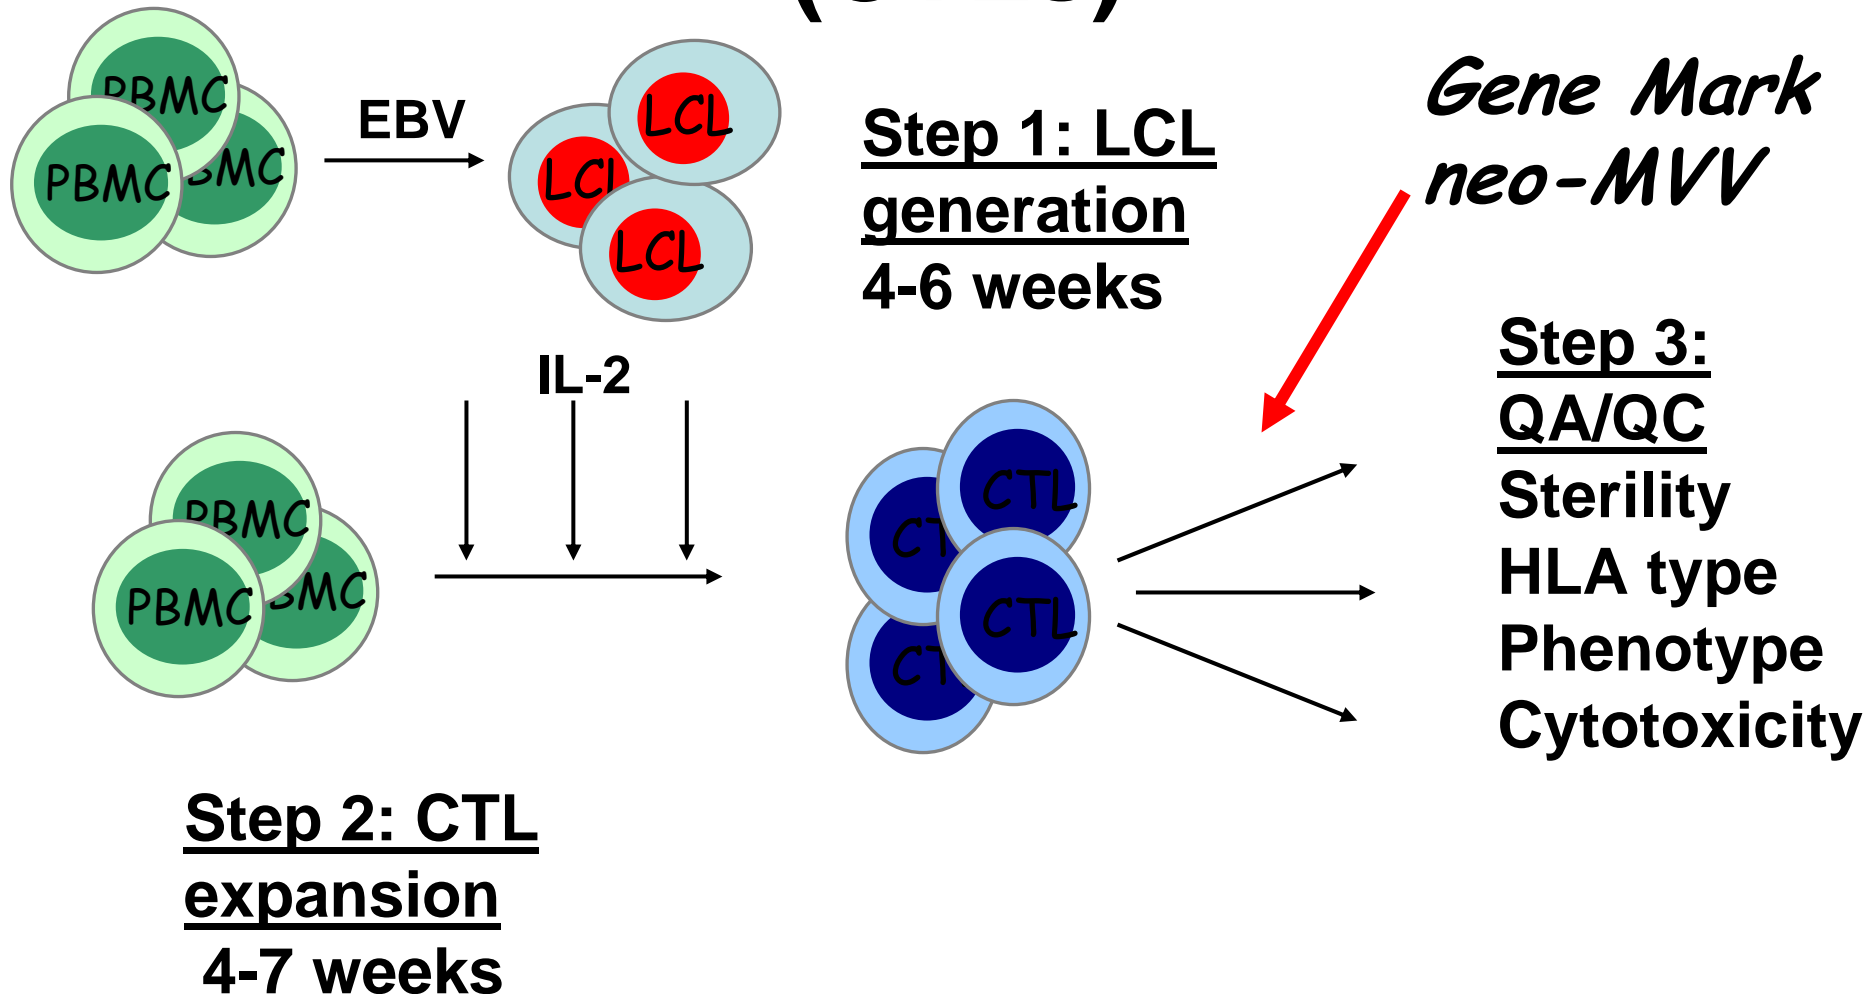 PBMC
PBMC
PBMC
EBV
LCL
LCL
LCL
Step 1: LCL
generation
4-6 weeks
Gene Mark
neo-MVV
IL-2
PBMC
PBMC
PBMC
CTL
CTL
Step 3:
QA/QC
Sterility
HLA type
Phenotype
Cytotoxicity
Step 2: CTL
expansion
4-7 weeks